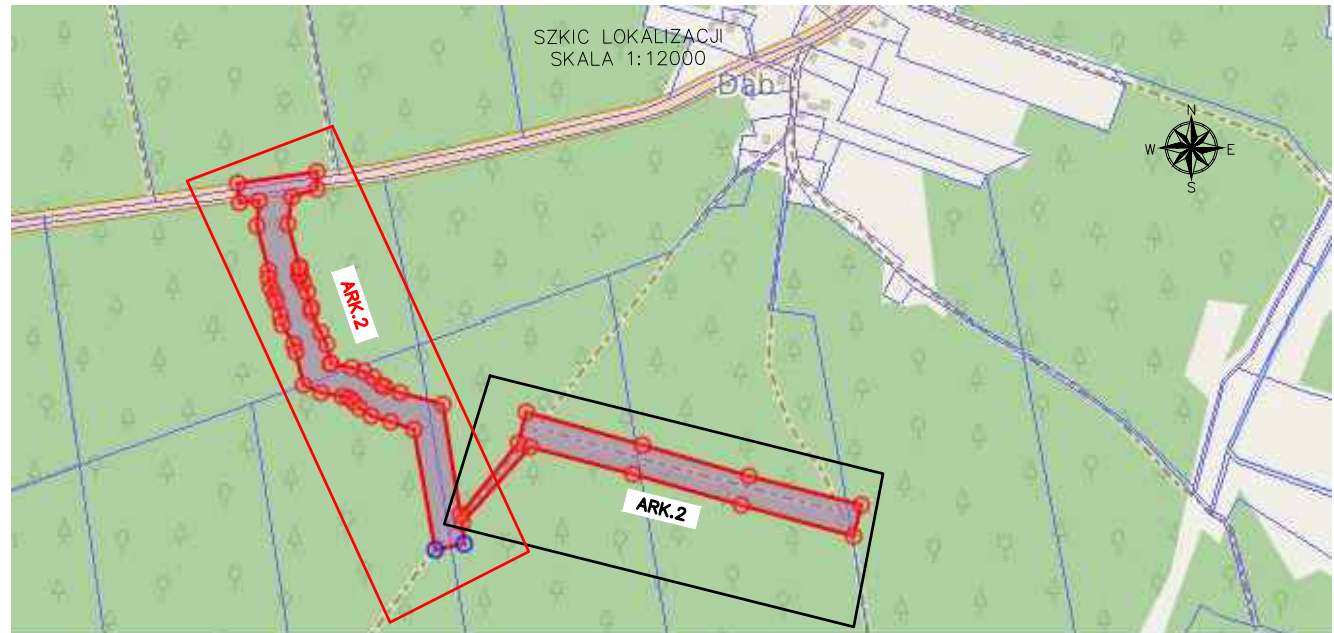 SZKIC LOKALIZACJI
SKALA 1:12000
Dąb
N
W E
S
ARK.2
ARK.2